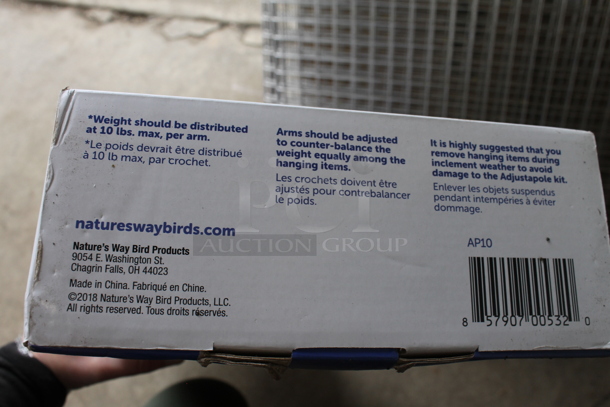 *Weight should be distributed
at 10 lbs. max, per arm.
*Le poids devrait être distribué
à 10 lb max, par crochet.
Arms should be adjusted
to counter-balance the
weight equally among the
hanging items.
Les crochets doivent être
ajustés pour contrebalancer
le poids.
It is highly suggested that you
remove hanging items during
inclement weather to avoid
damage to the Adjustapole kit.
Enlever les objets suspendus
pendant intempéries à éviter
dommage.
natureswaybirds.com
Nature's Way Bird Products
9054 E. Washington St.
Chagrin Falls, OH 44023
Made in China. Fabriqué en Chine.
©2018 Nature's Way Bird Products, LLC.
All rights reserved. Tous droits réservés.
AP10
8 57907 00532 0
PCI
AUCTION GROUP